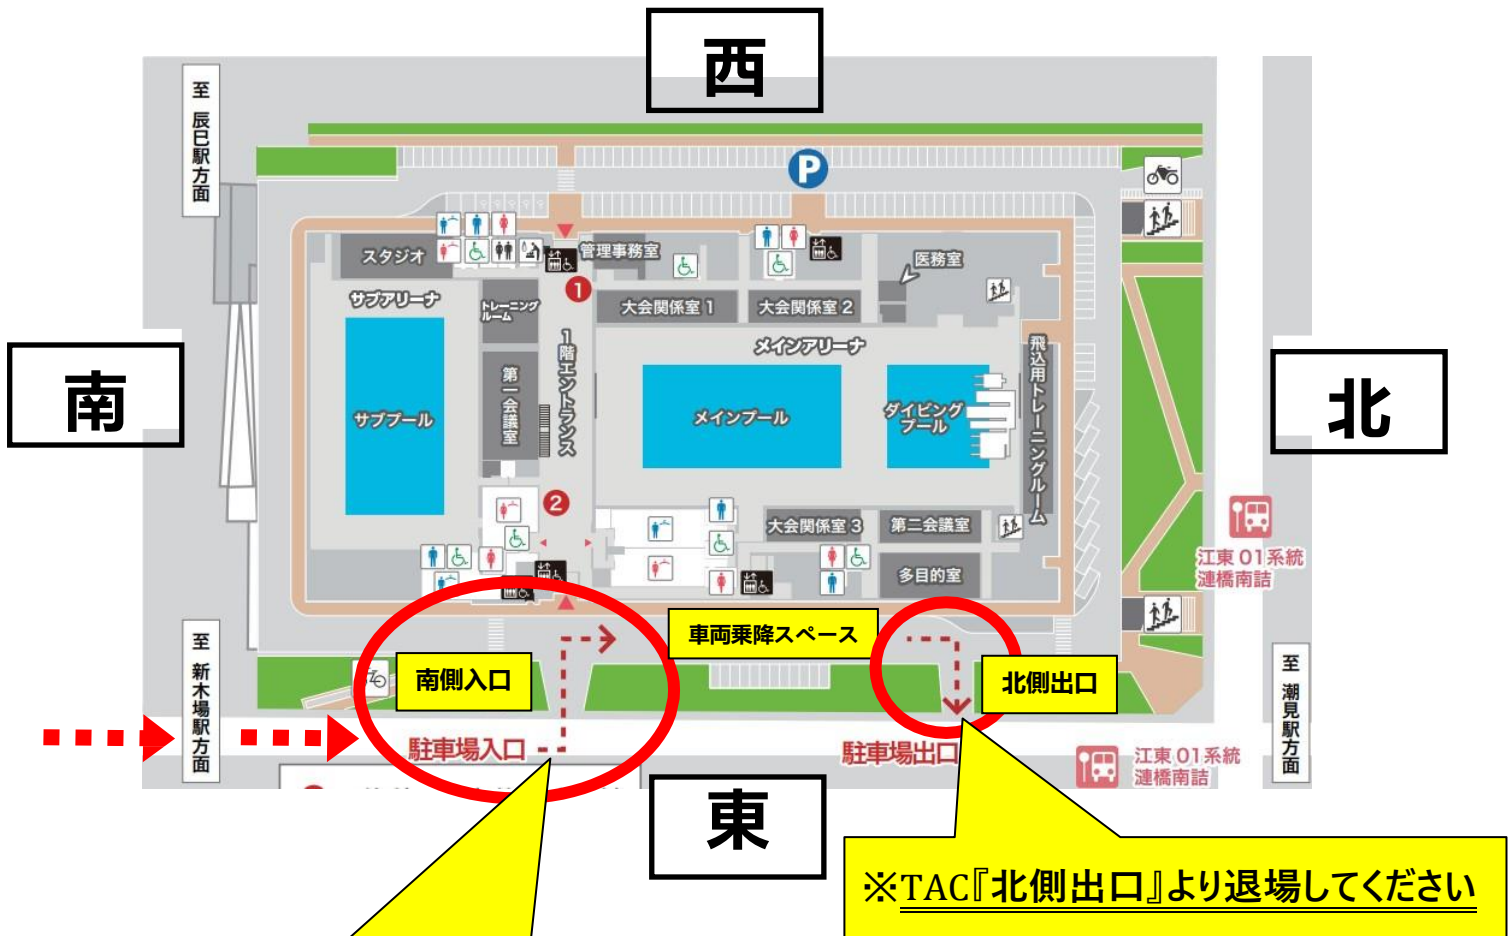 西
至 辰巳駅方面
P
スタジオ
管理事務室
医務室
サブアリーナ
トレーニング
ルーム
1
大会関係室 1
大会関係室 2
1階エントランス
メインアリーナ
飛込用トレーニングルーム
南
第一会議室
サブプール
メインプール
ダイビング
プール
北
2
大会関係室 3
第二会議室
江東 01系統
漣橋南詰
多目的室
車両乗降スペース
至 新木場駅方面
南側入口
北側出口
至 潮見駅方面
駐車場入口
駐車場出口
江東 01系統
漣橋南詰
東
※TAC『北側出口』より退場してください